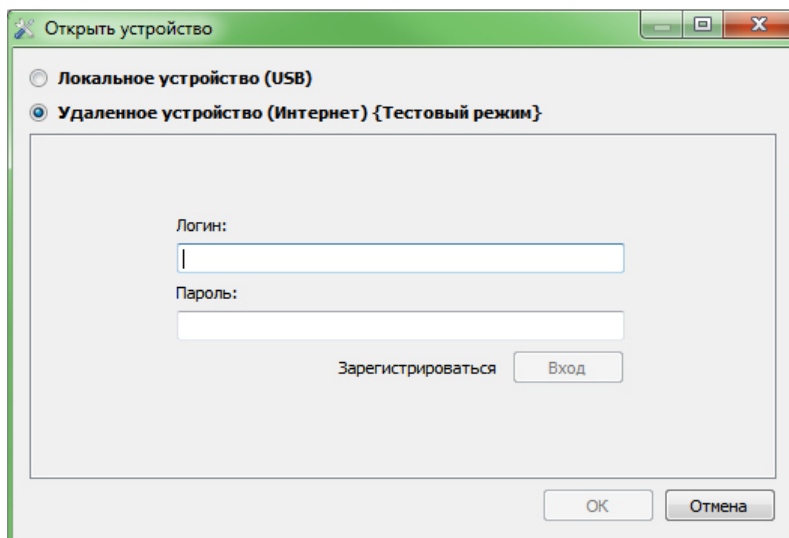 Открыть устройство
Локальное устройство (USB)
Удаленное устройство (Интернет) {Тестовый режим}
Логин:
Пароль:
Зарегистрироваться Вход
OK Отмена